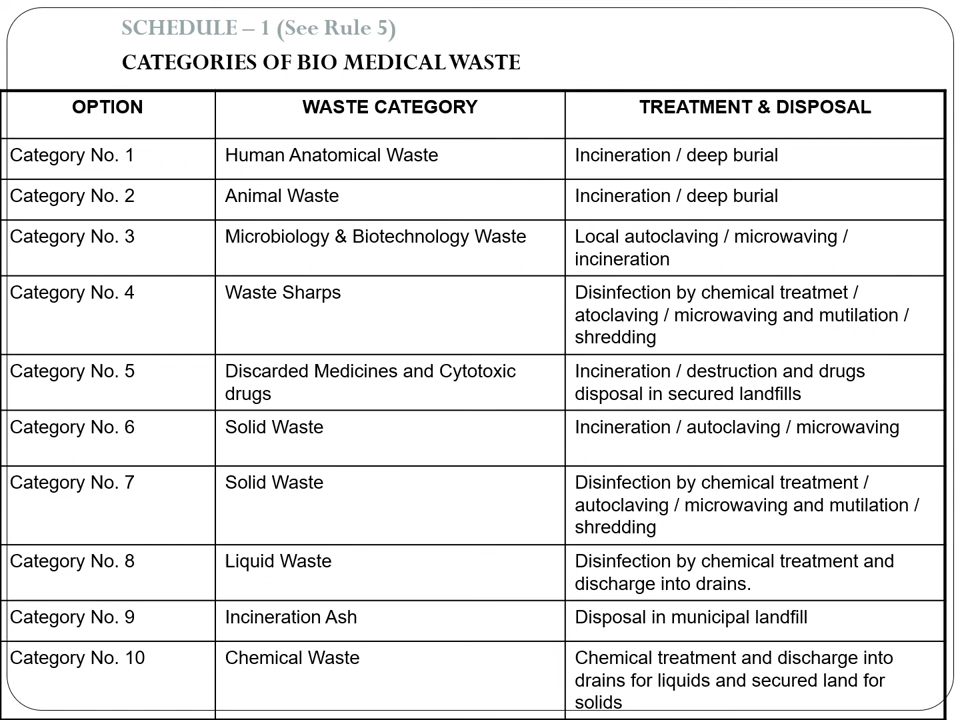 SCHEDULE – 1 (See Rule 5)
CATEGORIES OF BIO MEDICAL WASTE
OPTION WASTE CATEGORY TREATMENT & DISPOSAL
Category No. 1 Human Anatomical Waste Incineration / deep burial
Category No. 2 Animal Waste Incineration / deep burial
Category No. 3 Microbiology & Biotechnology Waste Local autoclaving / microwaving /
incineration
Category No. 4 Waste Sharps Disinfection by chemical treatmet /
atoclaving / microwaving and mutilation /
shredding
Category No. 5 Discarded Medicines and Cytotoxic Incineration / destruction and drugs
drugs disposal in secured landfills
Category No. 6 Solid Waste Incineration / autoclaving / microwaving
Category No. 7 Solid Waste Disinfection by chemical treatment /
autoclaving / microwaving and mutilation /
shredding
Category No. 8 Liquid Waste Disinfection by chemical treatment and
discharge into drains.
Category No. 9 Incineration Ash Disposal in municipal landfill
Category No. 10 Chemical Waste Chemical treatment and discharge into
drains for liquids and secured land for
solids